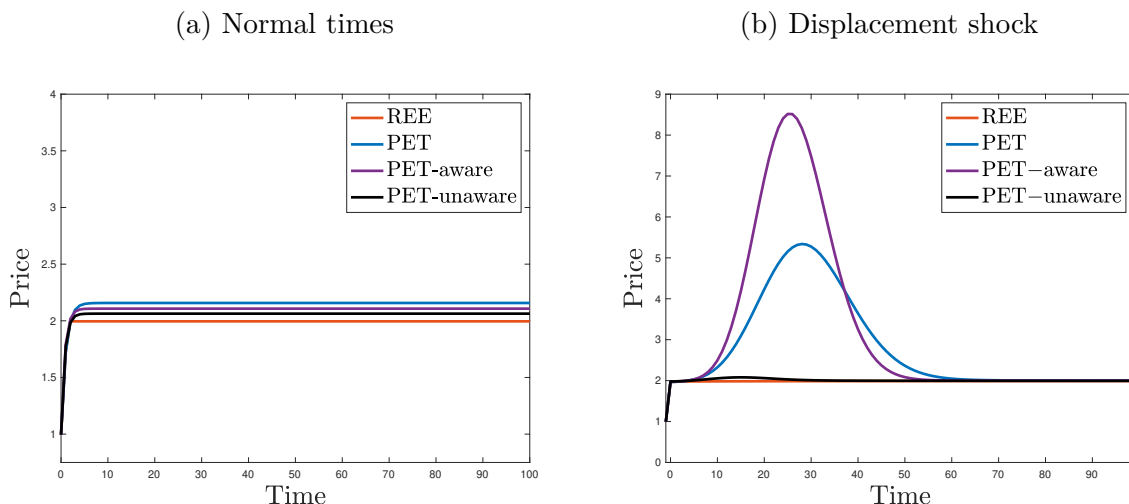 (a) Normal times
4
3.5
3
2.5
2
1.5
1
0 10 20 30 40 50 60 70 80 90 100
Price
Time
REE
PET
PET-aware
PET-unaware
(b) Displacement shock
9
8
7
6
5
4
3
2
1
0
0 10 20 30 40 50 60 70 80 90
Price
Time
REE
PET
PET−aware
PET−unaware